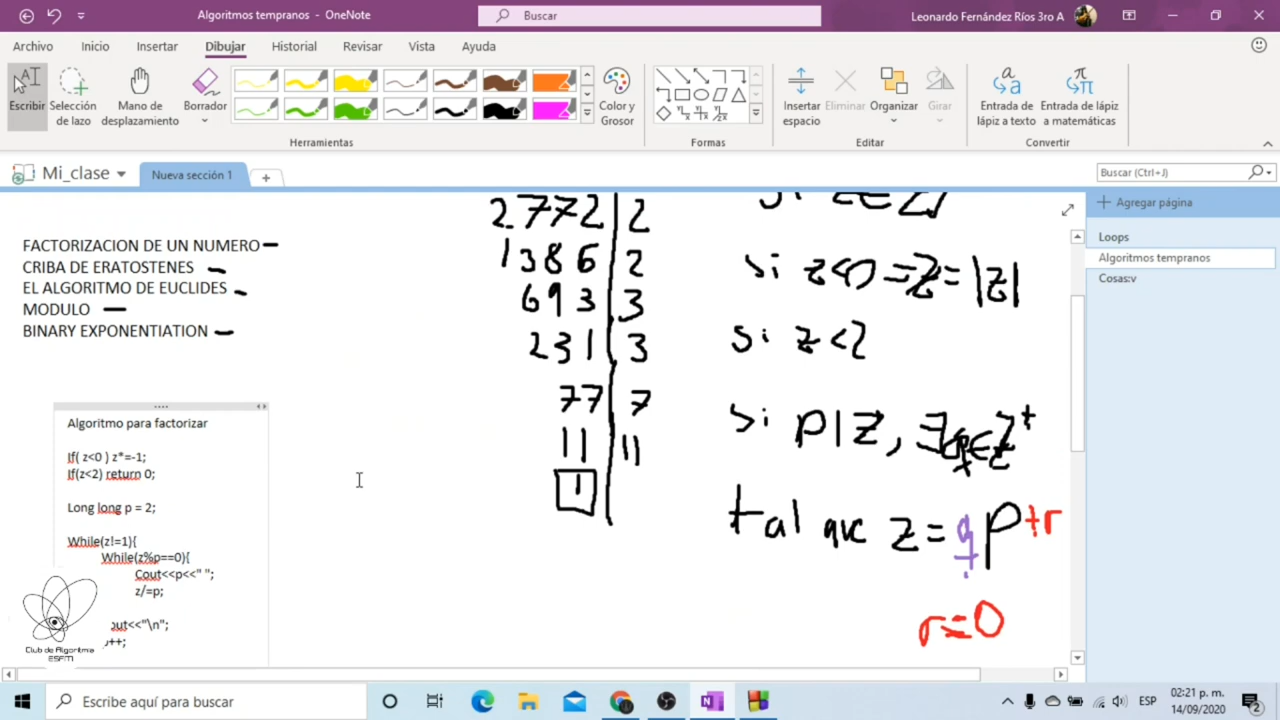 Algoritmos tempranos - OneNote
Buscar
Leonardo Fernández Ríos 3ro A
Archivo
Inicio
Insertar
Dibujar
Historial
Revisar
Vista
Ayuda
Escribir
Selección de lazo
Mano de desplazamiento
Borrador
Color y Grosor
Insertar espacio
Eliminar
Organizar
Girar
Entrada de lápiz a texto
Entrada de lápiz a matemáticas
Herramientas
Formas
Editar
Convertir
Mi_clase
Nueva sección 1
Buscar (Ctrl+J)
Agregar página
Loops
Algoritmos tempranos
Cosas:v
FACTORIZACION DE UN NUMERO
CRIBA DE ERATOSTENES
EL ALGORITMO DE EUCLIDES
MODULO
BINARY EXPONENTIATION
Algoritmo para factorizar
If( z<0 ) z*=-1;
If(z<2) return 0;
Long long p = 2;
While(z!=1){
While(z%p==0){
Cout<<p<<" ";
z/=p;
out<<"\n";
++;
Club de Algoritmia
ESFM
2772 | 2
1386 | 2
693 | 3
231 | 3
77 | 7
11 | 11
1
si z<0 => z=|z|
si z<2
si p|z, ∃q∈Z+
tal que z=qp+r
r=0
Escribe aquí para buscar
ESP
02:21 p. m.
14/09/2020
2